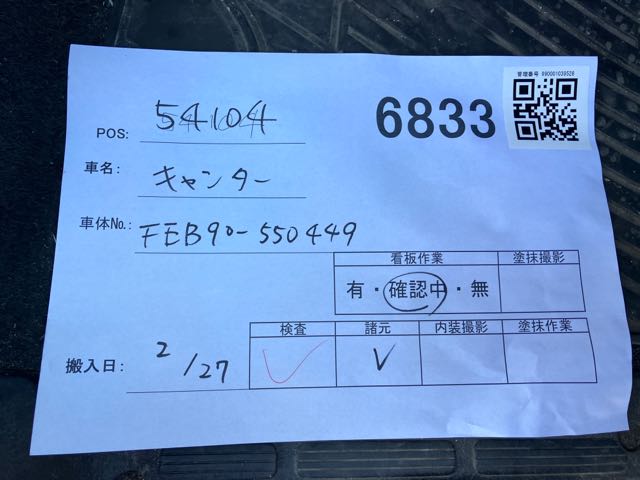 管理番号 990001039526
6833
POS: 54104
車名: キャンター
車体No.: FEB90-550449
看板作業 塗抹撮影
有・確認中・無
検査 諸元 内装撮影 塗抹作業
搬入日: 2/27 ✓ ✓